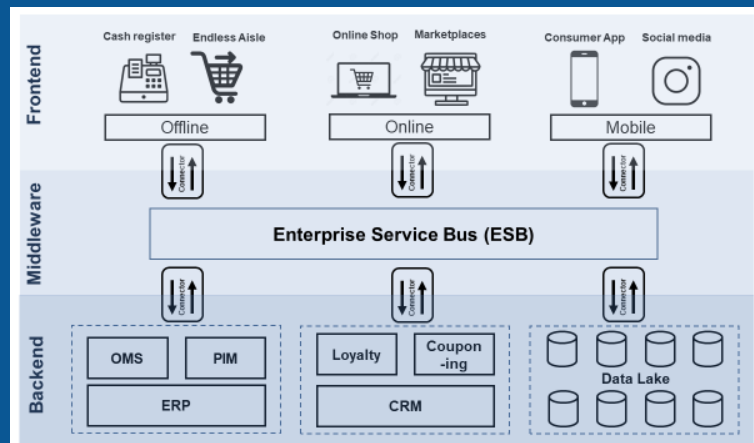 Frontend
Cash register
Endless Aisle
Online Shop
Marketplaces
Consumer App
Social media
Offline
Online
Mobile
Connector
Connector
Connector
Middleware
Enterprise Service Bus (ESB)
Connector
Connector
Connector
Backend
OMS
PIM
ERP
Loyalty
Coupon
-ing
CRM
Data Lake